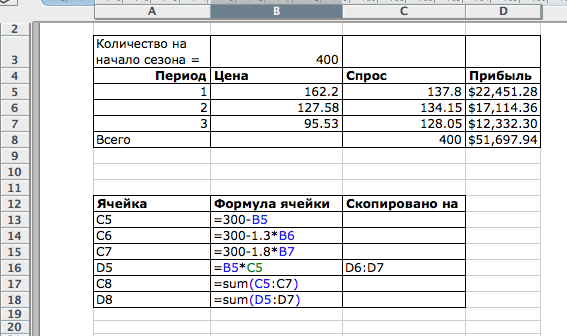 A B C D
2
Количество на
3 начало сезона = 400
4 Период Цена Спрос Прибыль
5 1 162.2 137.8 $22,451.28
6 2 127.58 134.15 $17,114.36
7 3 95.53 128.05 $12,332.30
8 Всего 400 $51,697.94
9
10
11
12 Ячейка Формула ячейки Скопировано на
13 C5 =300-B5
14 C6 =300-1.3*B6
15 C7 =300-1.8*B7
16 D5 =B5*C5 D6:D7
17 C8 =sum(C5:C7)
18 D8 =sum(D5:D7)
19
20